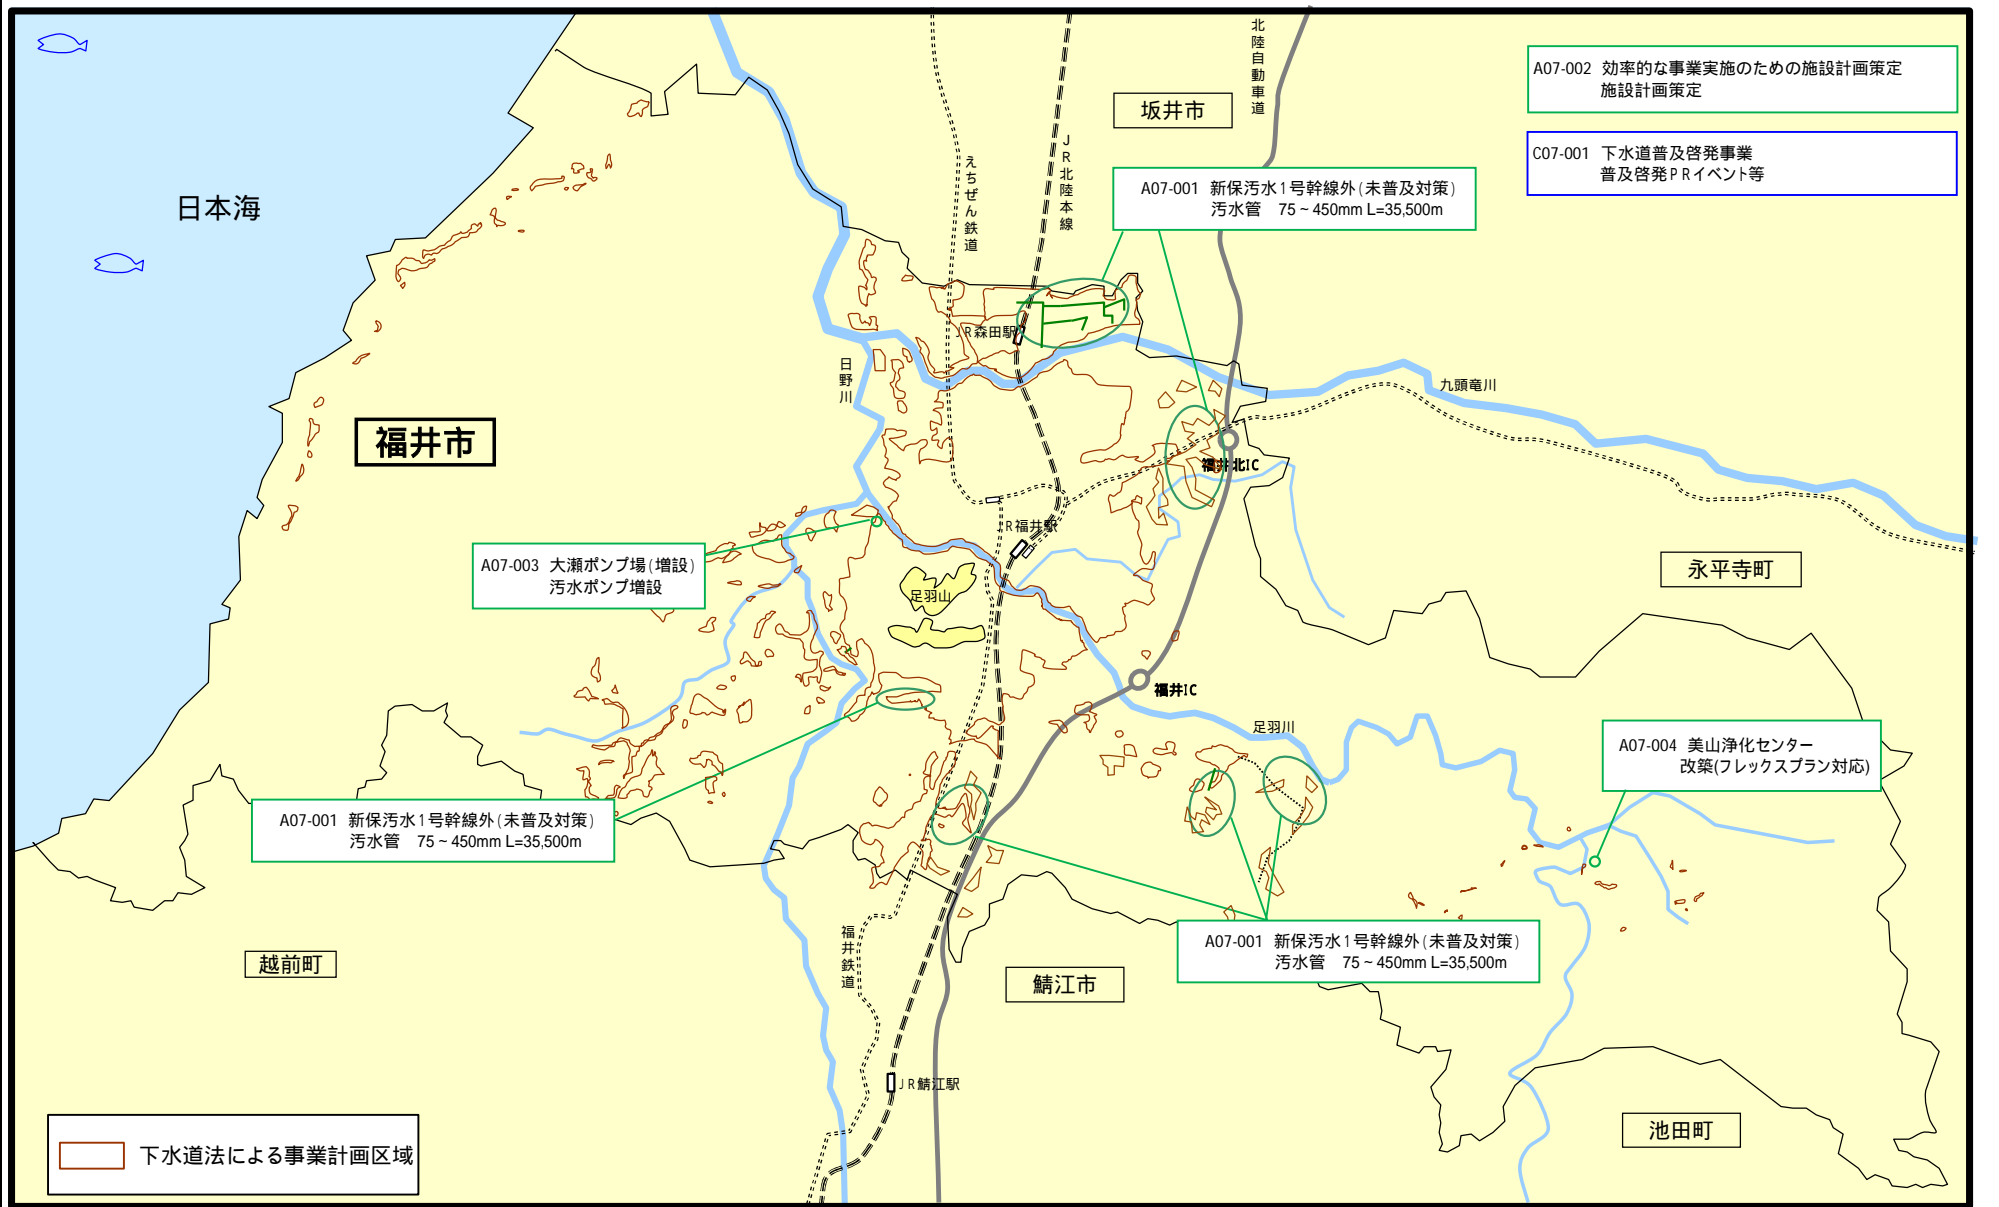 北陸自動車道
A07-002 効率的な事業実施のための施設計画策定
施設計画策定
坂井市
C07-001 下水道普及啓発事業
普及啓発PRイベント等
えちぜん鉄道
JR北陸本線
A07-001 新保汚水1号幹線外(未普及対策)
汚水管 75~450mm L=35,500m
日本海
JR森田駅
日野川
九頭竜川
福井市
福井北IC
R福井駅
A07-003 大瀬ポンプ場(増設)
汚水ポンプ増設
永平寺町
足羽山
福井IC
足羽川
A07-004 美山浄化センター
改築(フレックスプラン対応)
A07-001 新保汚水1号幹線外(未普及対策)
汚水管 75~450mm L=35,500m
A07-001 新保汚水1号幹線外(未普及対策)
汚水管 75~450mm L=35,500m
越前町
福井鉄道
鯖江市
JR鯖江駅
池田町
下水道法による事業計画区域